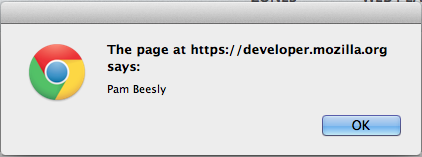 The page at https://developer.mozilla.org
says:
Pam Beesly
OK